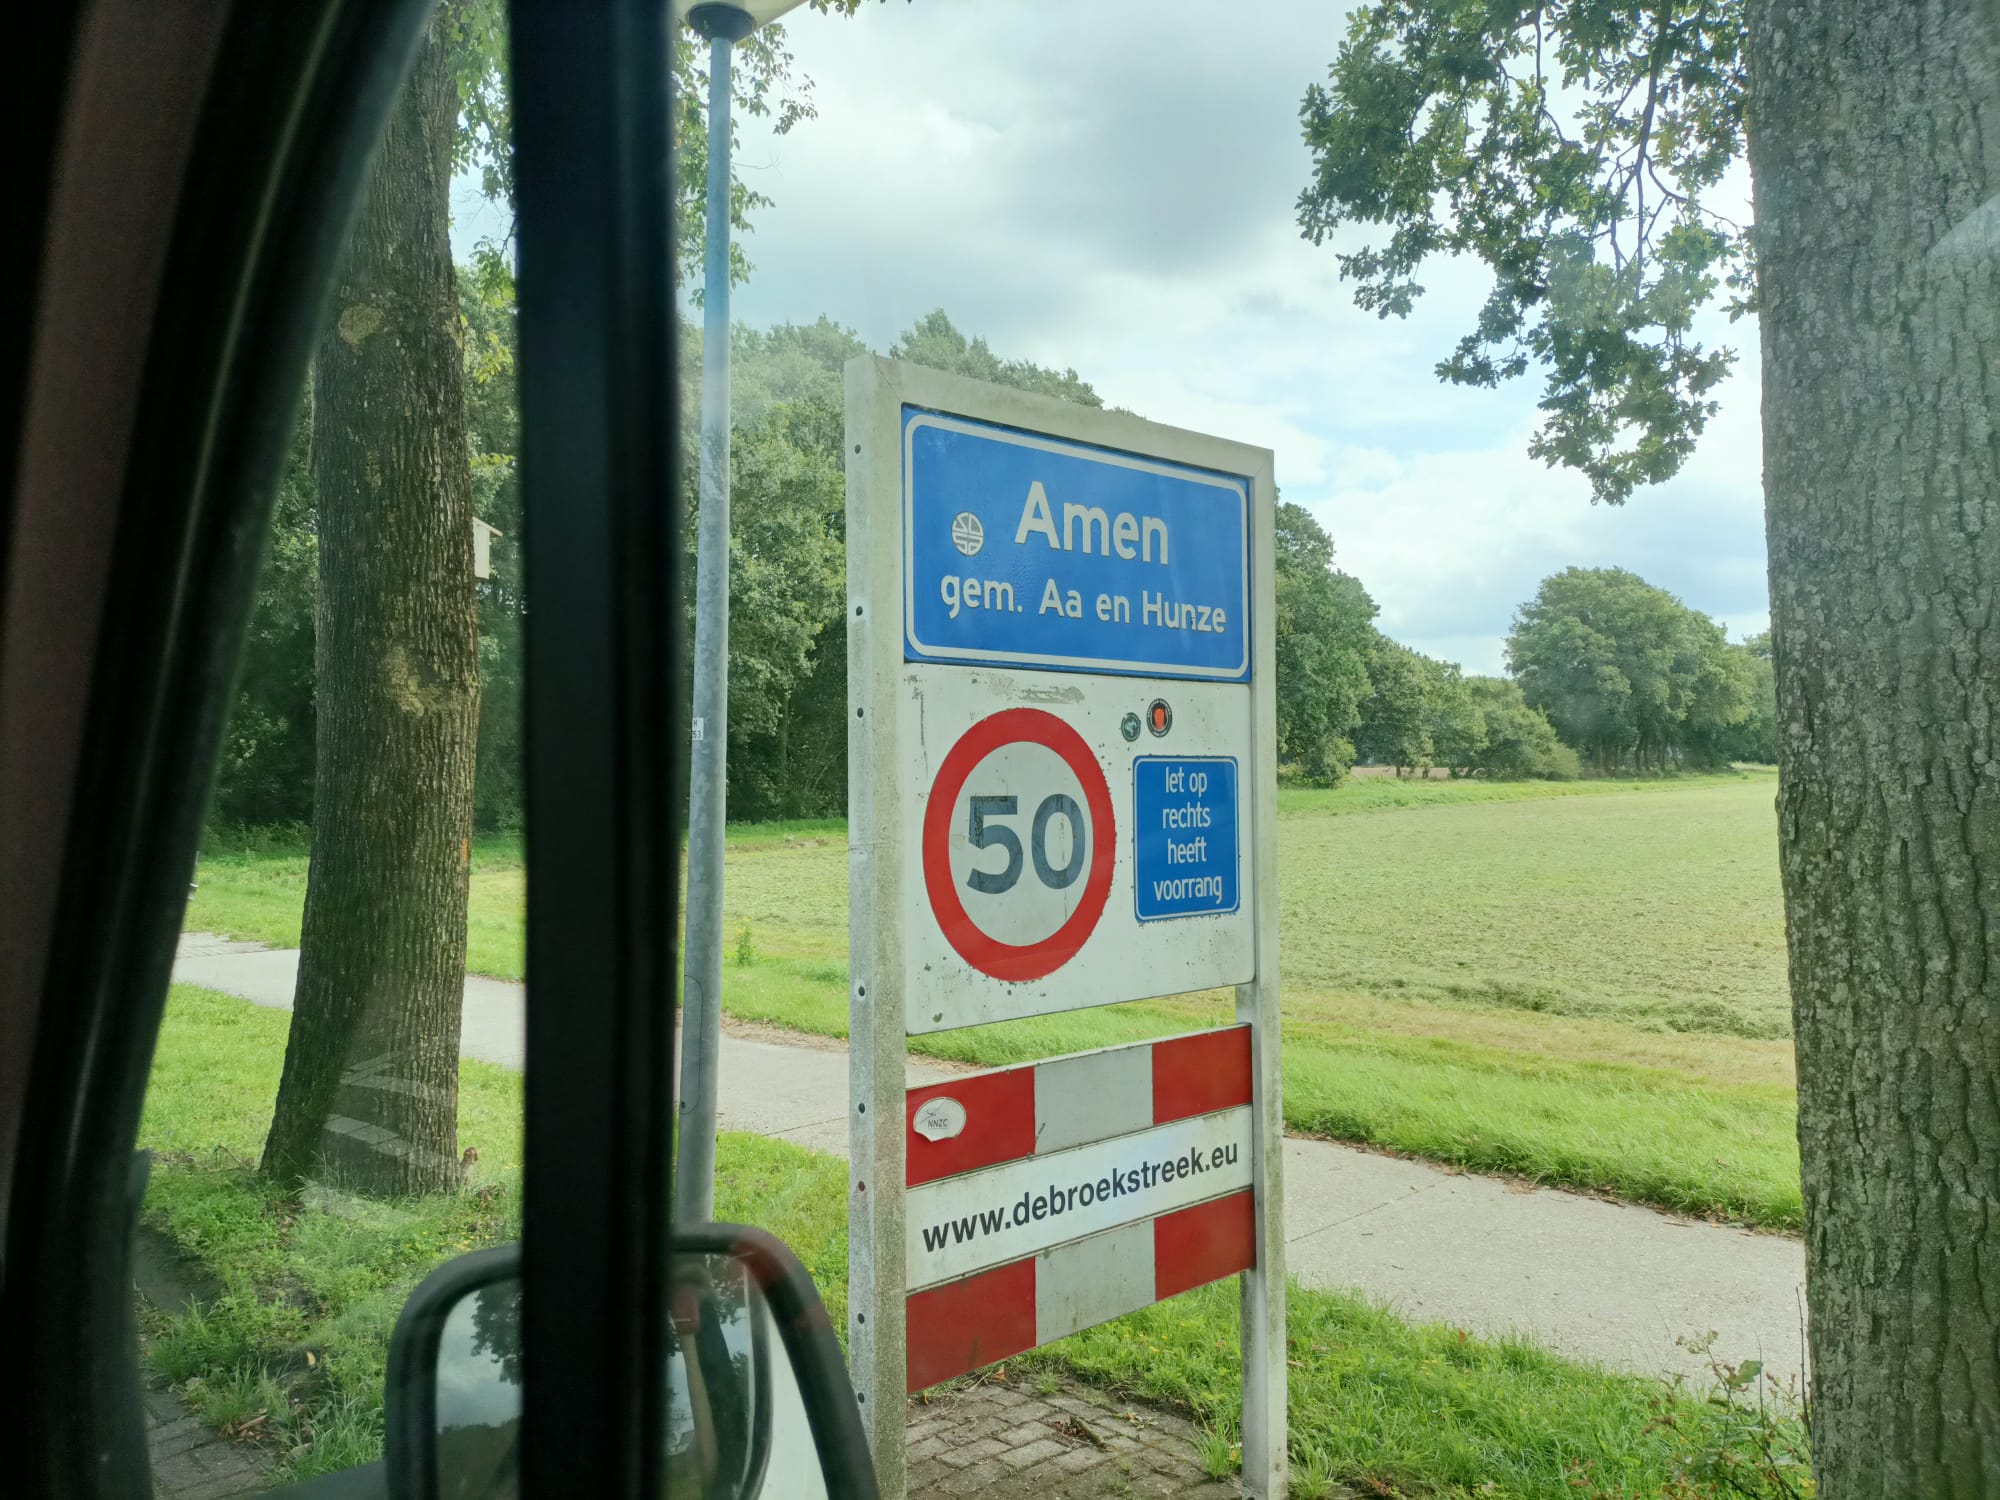 Amen
gem. Aa en Hunze
50
let op
rechts
heeft
voorrang
NNZC
www.debroekstreek.eu